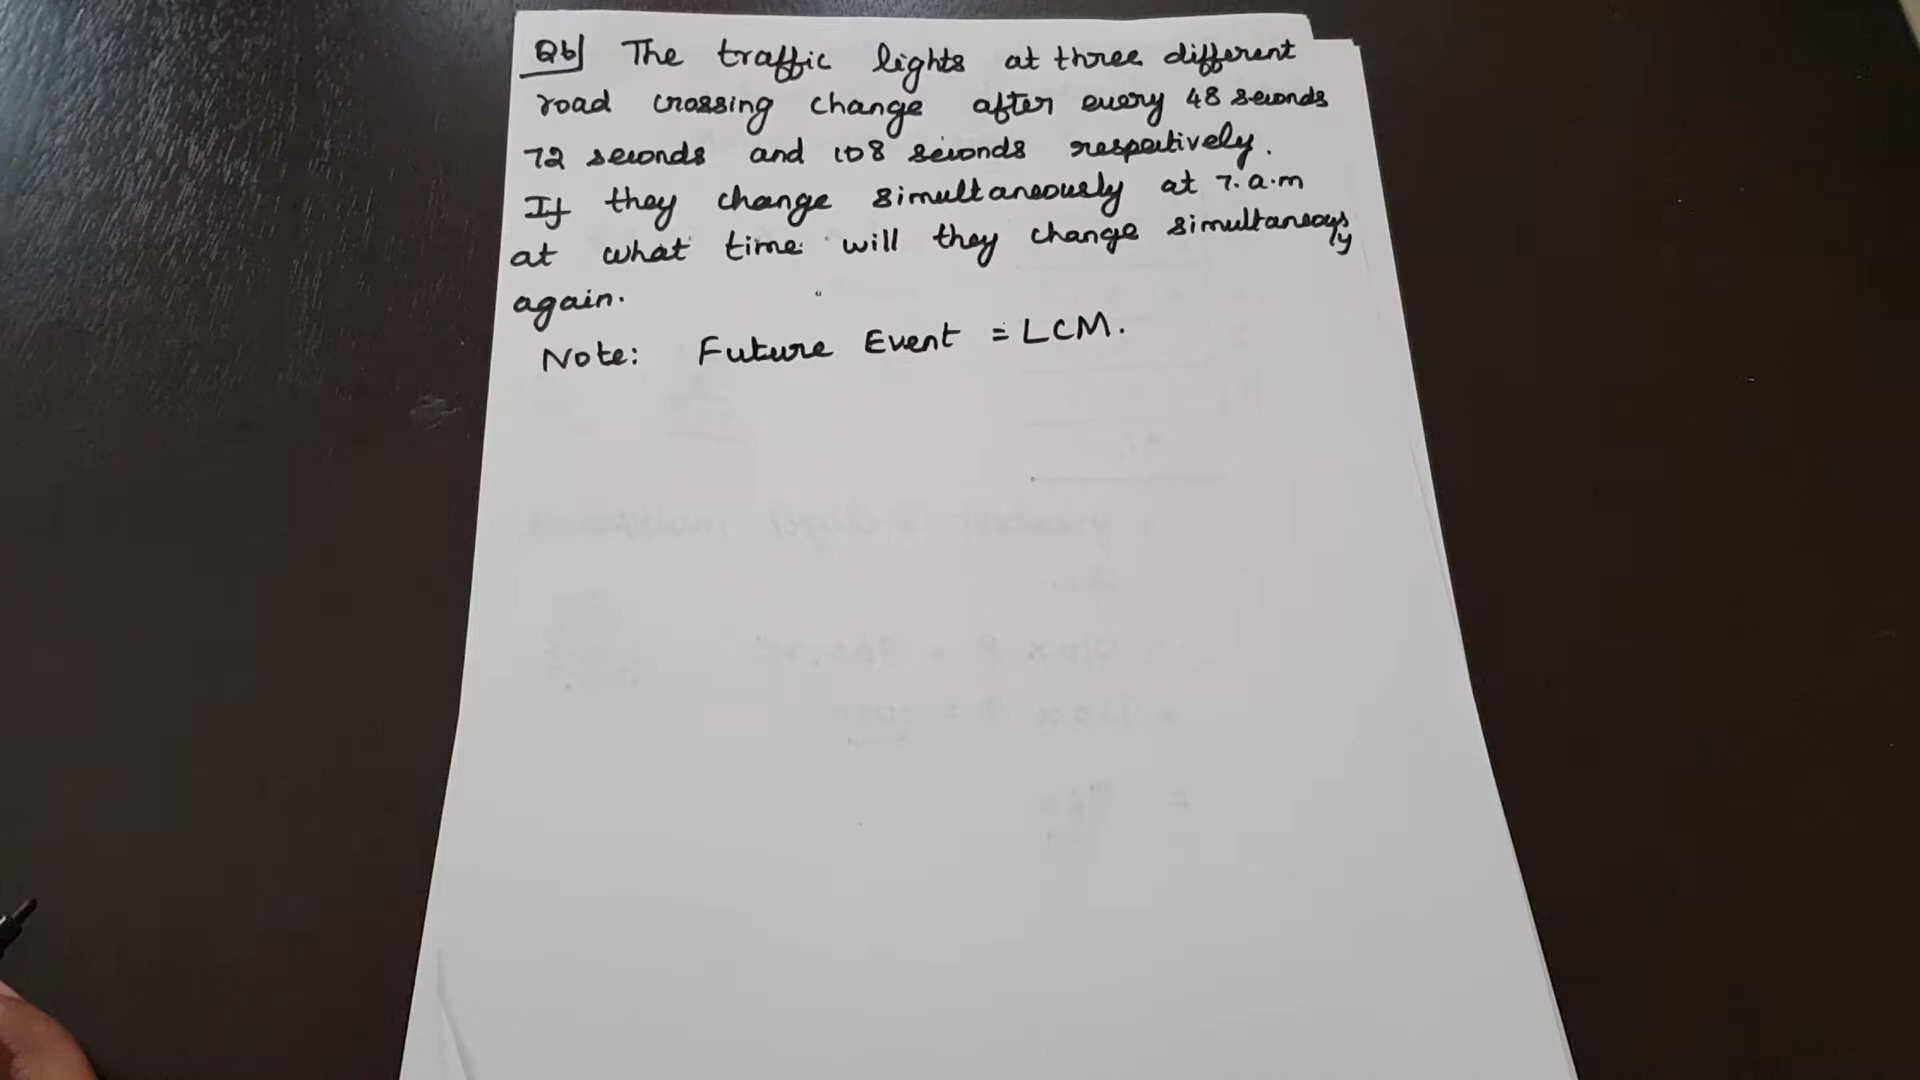 Q6) The traffic lights at three different
road crossing change after every 48 seconds
72 seconds and 108 seconds respectively.
If they change simultaneously at 7.a.m
at what time will they change simultaneously
again.
Note: Future Event = LCM.